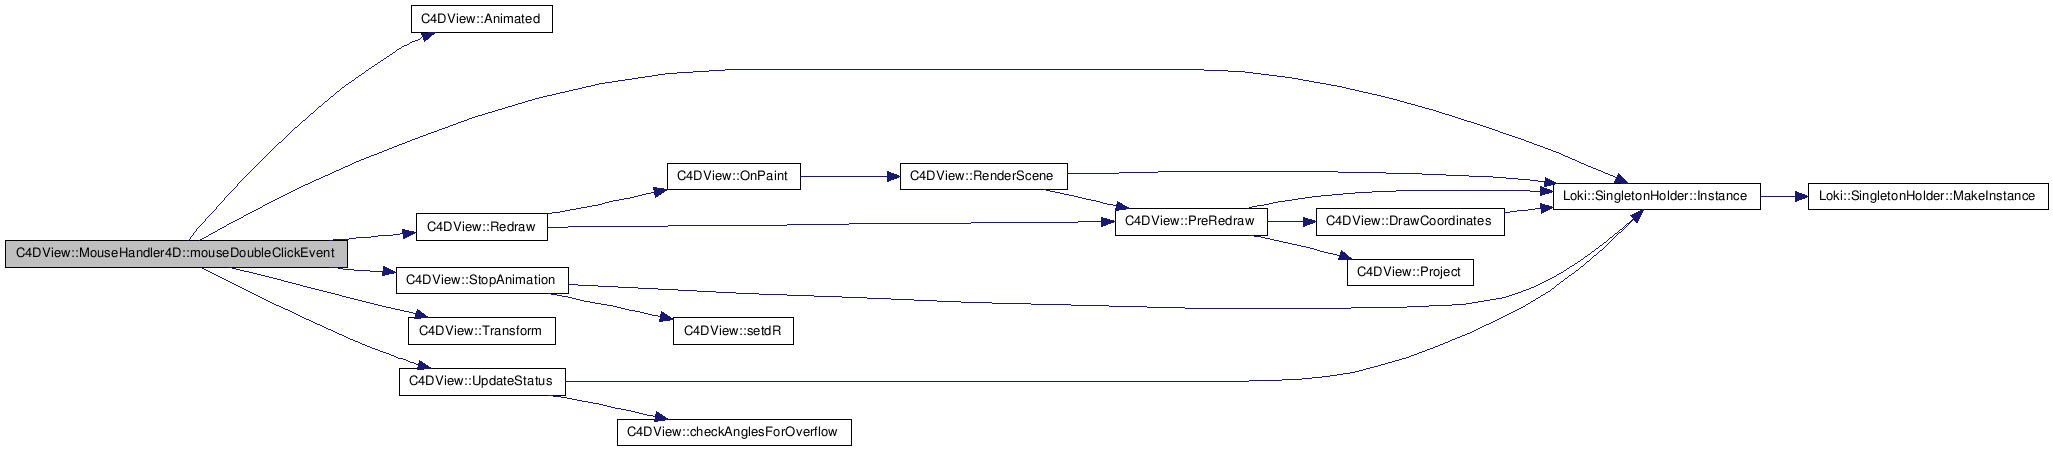 C4DView::Animated
C4DView::OnPaint
C4DView::RenderScene
Loki::SingletonHolder::Instance
Loki::SingletonHolder::MakeInstance
C4DView::Redraw
C4DView::PreRedraw
C4DView::DrawCoordinates
C4DView::MouseHandler4D::mouseDoubleClickEvent
C4DView::StopAnimation
C4DView::Project
C4DView::Transform
C4DView::setdR
C4DView::UpdateStatus
C4DView::checkAnglesForOverflow